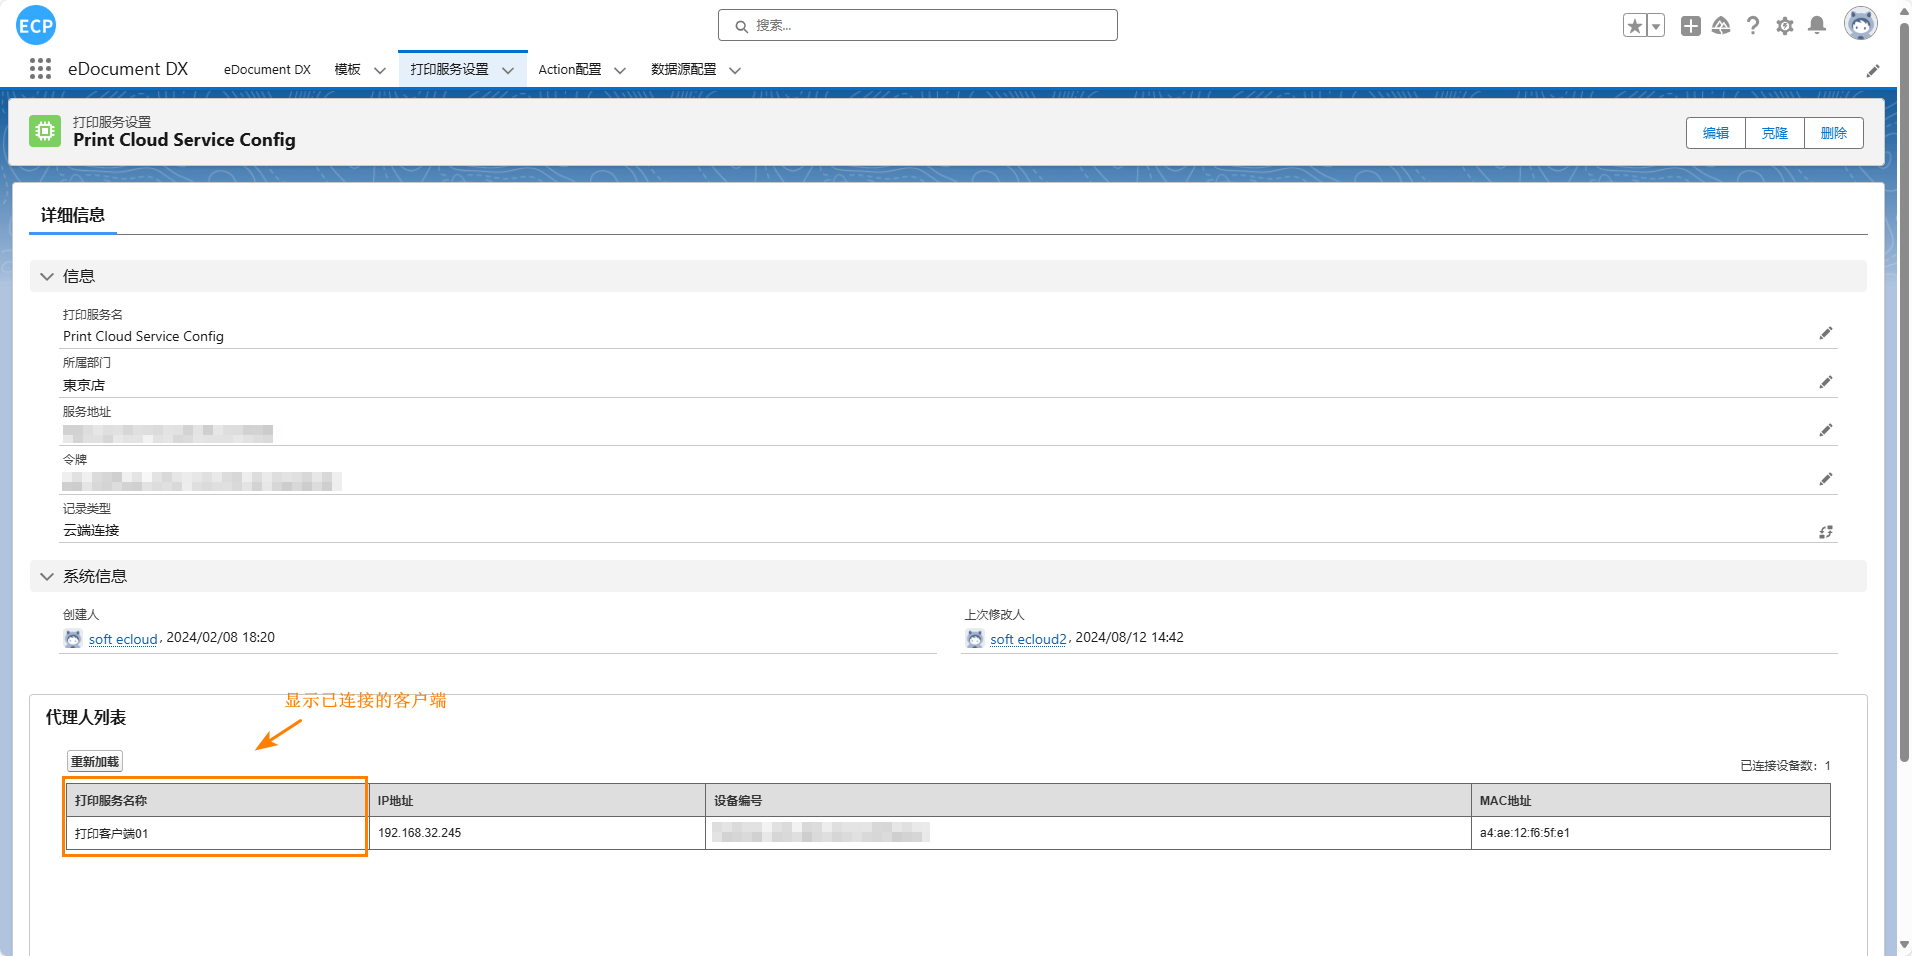 ECP
搜索...
eDocument DX
eDocument DX
模板
打印服务设置
Action配置
数据源配置
打印服务设置
Print Cloud Service Config
编辑
克隆
删除
详细信息
信息
打印服务名
Print Cloud Service Config
所属部门
東京店
服务地址
令牌
记录类型
云端连接
系统信息
创建人
上次修改人
soft ecloud, 2024/02/08 18:20
soft ecloud2, 2024/08/12 14:42
显示已连接的客户端
代理人列表
重新加载
已连接设备数：1
打印服务名称
IP地址
设备编号
MAC地址
打印客户端01
192.168.32.245
a4:ae:12:f6:5f:e1